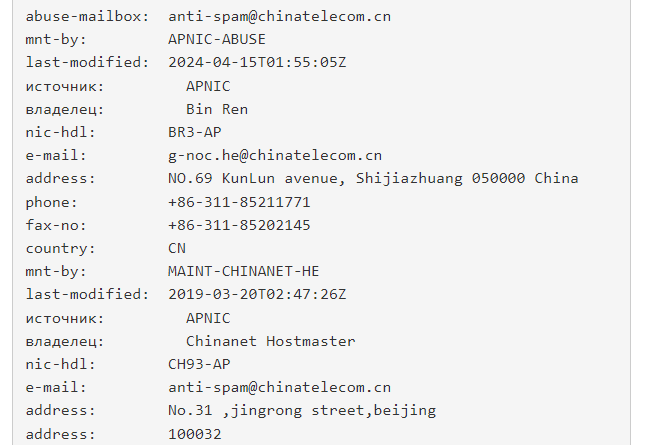 abuse-mailbox: anti-spam@chinatelecom.cn
mnt-by: APNIC-ABUSE
last-modified: 2024-04-15T01:55:05Z
источник: APNIC
владелец: Bin Ren
nic-hdl: BR3-AP
e-mail: g-noc.he@chinatelecom.cn
address: NO.69 KunLun avenue, Shijiazhuang 050000 China
phone: +86-311-85211771
fax-no: +86-311-85202145
country: CN
mnt-by: MAINT-CHINANET-HE
last-modified: 2019-03-20T02:47:26Z
источник: APNIC
владелец: Chinanet Hostmaster
nic-hdl: CH93-AP
e-mail: anti-spam@chinatelecom.cn
address: No.31 ,jingrong street,beijing
address: 100032